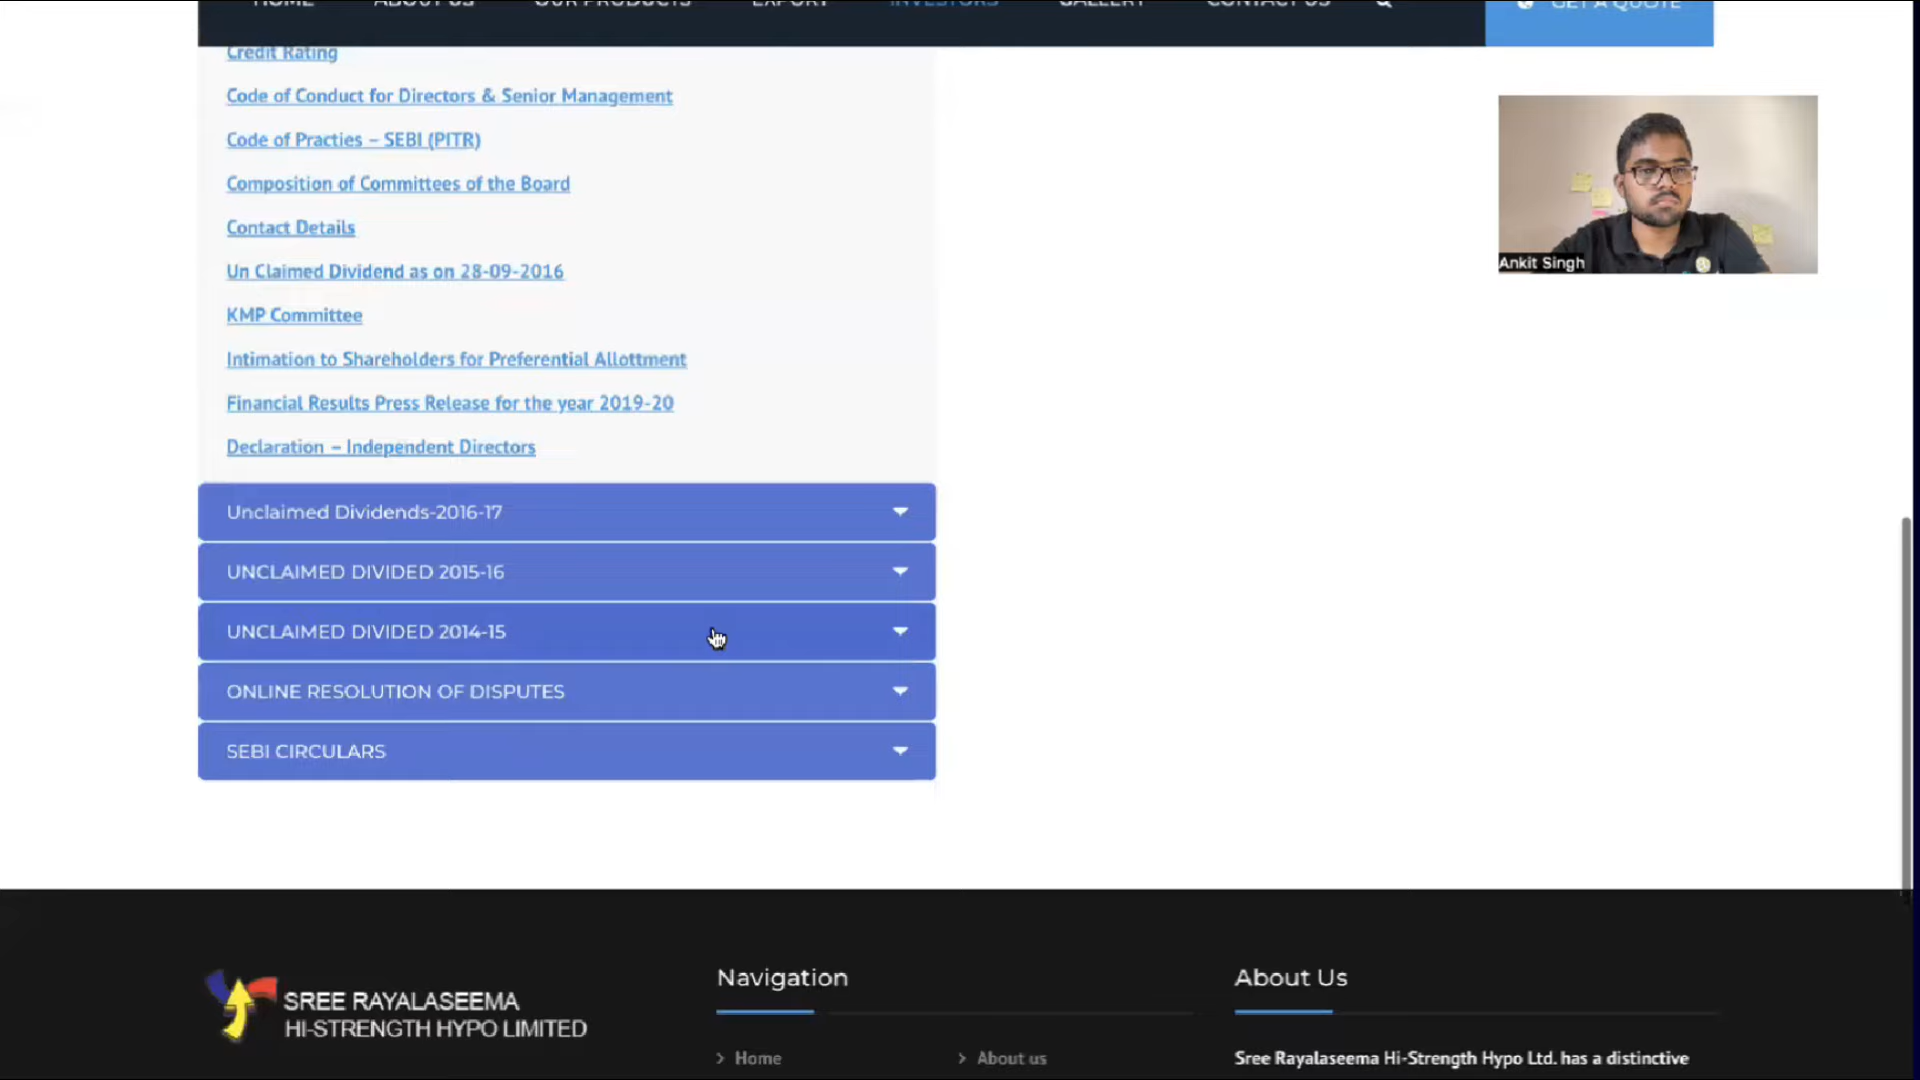 HOME ABOUT US OUR PRODUCTS EXPORT INVESTORS GALLERY CONTACT US GET A QUOTE
Credit Rating
Code of Conduct for Directors & Senior Management
Code of Practies – SEBI (PITR)
Composition of Committees of the Board
Contact Details
Un Claimed Dividend as on 28-09-2016
KMP Committee
Intimation to Shareholders for Preferential Allottment
Financial Results Press Release for the year 2019-20
Declaration – Independent Directors
Unclaimed Dividends-2016-17
UNCLAIMED DIVIDED 2015-16
UNCLAIMED DIVIDED 2014-15
ONLINE RESOLUTION OF DISPUTES
SEBI CIRCULARS
Ankit Singh
SREE RAYALASEEMA
HI-STRENGTH HYPO LIMITED
Navigation
> Home
> About us
About Us
Sree Rayalaseema Hi-Strength Hypo Ltd. has a distinctive